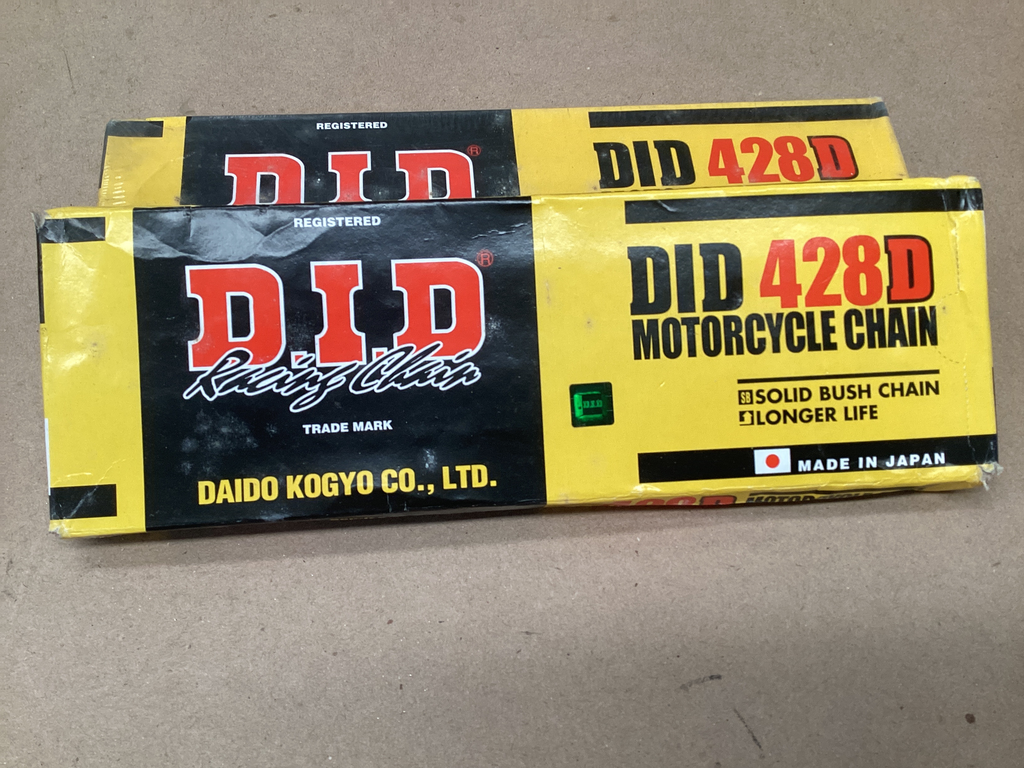 REGISTERED
D.I.D ®
DID 428D
REGISTERED
D.I.D ®
Racing Chain
TRADE MARK
DAIDO KOGYO CO., LTD.
D.I.D
DID 428D
MOTORCYCLE CHAIN
SB SOLID BUSH CHAIN
LONGER LIFE
MADE IN JAPAN